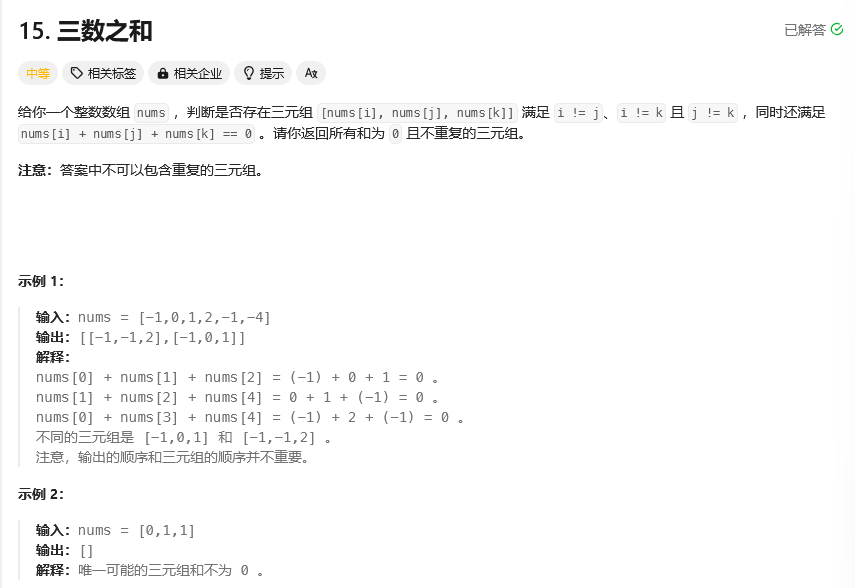 15. 三数之和
已解答
中等 相关标签 相关企业 提示 Aぁ
给你一个整数数组 nums ，判断是否存在三元组 [nums[i], nums[j], nums[k]] 满足 i != j、i != k 且 j != k ，同时还满足
nums[i] + nums[j] + nums[k] == 0 。请你返回所有和为 0 且不重复的三元组。
注意：答案中不可以包含重复的三元组。
示例 1：
输入：nums = [-1,0,1,2,-1,-4]
输出：[[-1,-1,2],[-1,0,1]]
解释：
nums[0] + nums[1] + nums[2] = (-1) + 0 + 1 = 0 。
nums[1] + nums[2] + nums[4] = 0 + 1 + (-1) = 0 。
nums[0] + nums[3] + nums[4] = (-1) + 2 + (-1) = 0 。
不同的三元组是 [-1,0,1] 和 [-1,-1,2] 。
注意，输出的顺序和三元组的顺序并不重要。
示例 2：
输入：nums = [0,1,1]
输出：[]
解释：唯一可能的三元组和不为 0 。